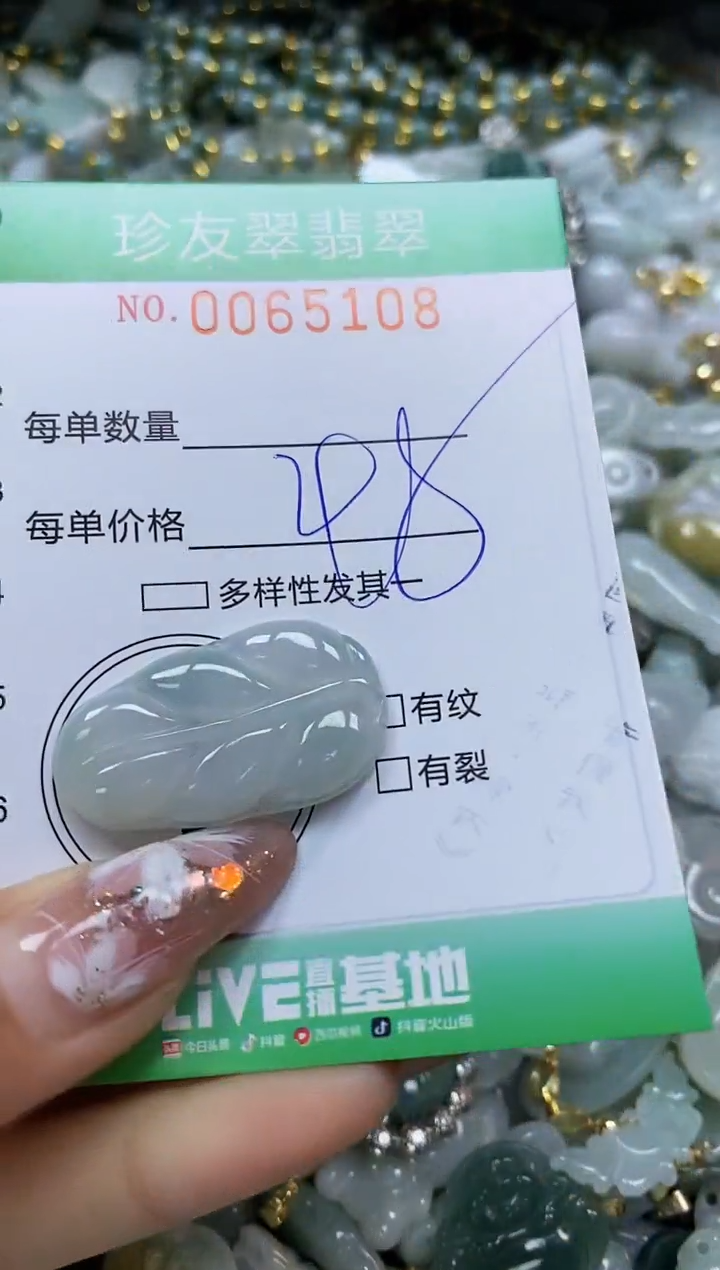 珍友翠翡翠
NO.0065108
每单数量
每单价格
98
多样性发其一
有纹
有裂
LiVE直播基地
今日头条 抖音 西瓜视频 抖音火山版